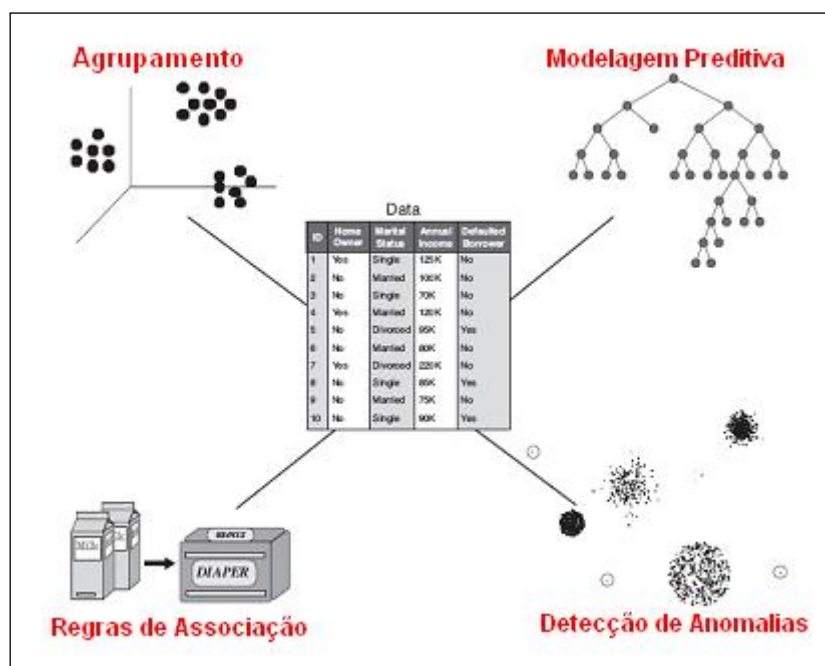 Agrupamento
Modelagem Preditiva
Data
ID Home Owner Marital Status Annual Income Defaulted Borrower
1 Yes Single 125K No
2 No Married 100K No
3 No Single 70K No
4 Yes Married 120K No
5 No Divorced 95K Yes
6 No Married 80K No
7 Yes Divorced 220K No
8 No Single 85K Yes
9 No Married 75K No
10 No Single 90K Yes
Milk
DIAPER
Regras de Associação
Detecção de Anomalias